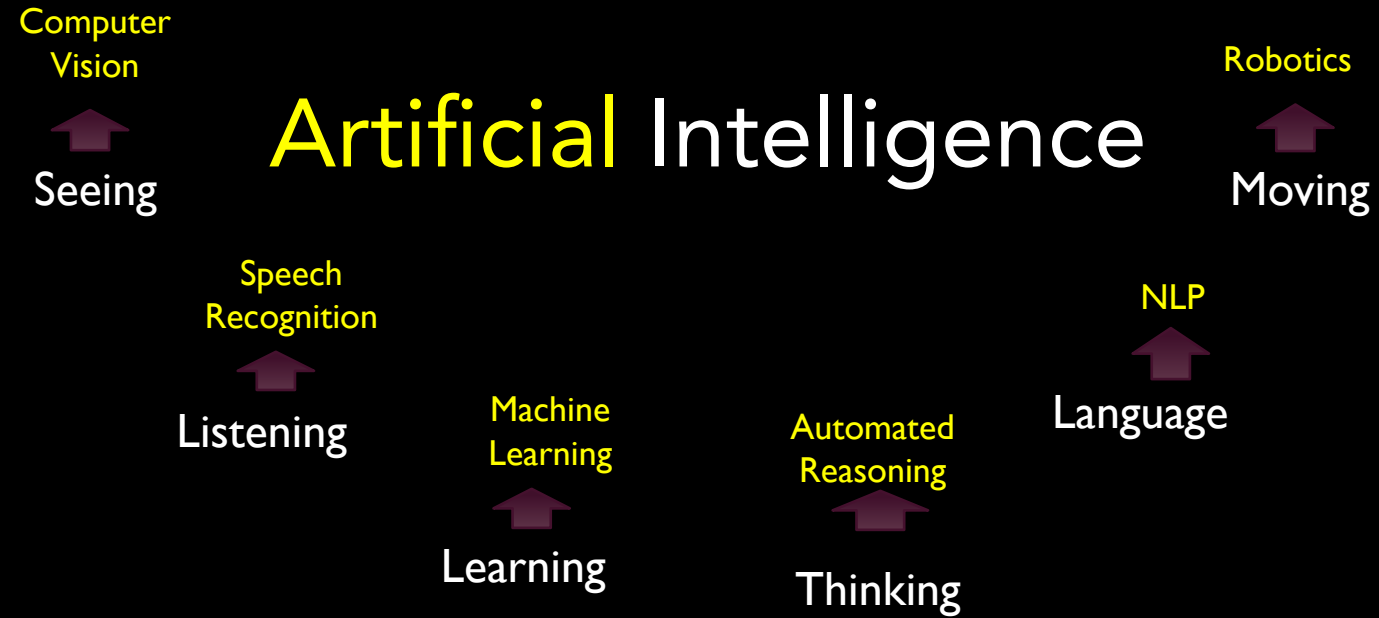 Computer
Vision
Seeing
Artificial Intelligence
Robotics
Moving
Speech
Recognition
Listening
Machine
Learning
Learning
Automated
Reasoning
Thinking
NLP
Language